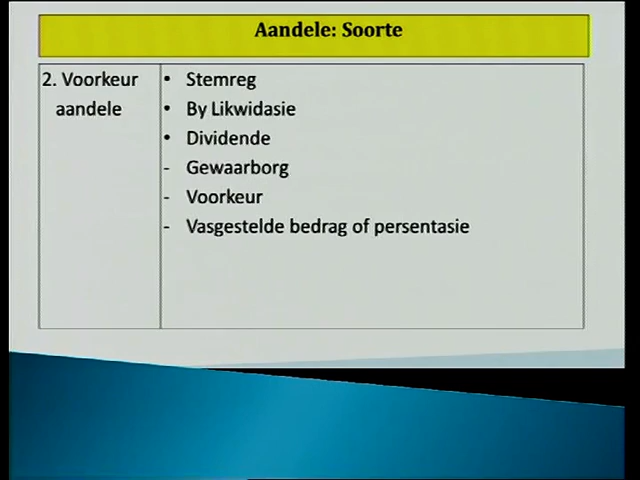 Aandele: Soorte
2. Voorkeur
aandele
• Stemreg
• By Likwidasie
• Dividende
- Gewaarborg
- Voorkeur
- Vasgestelde bedrag of persentasie